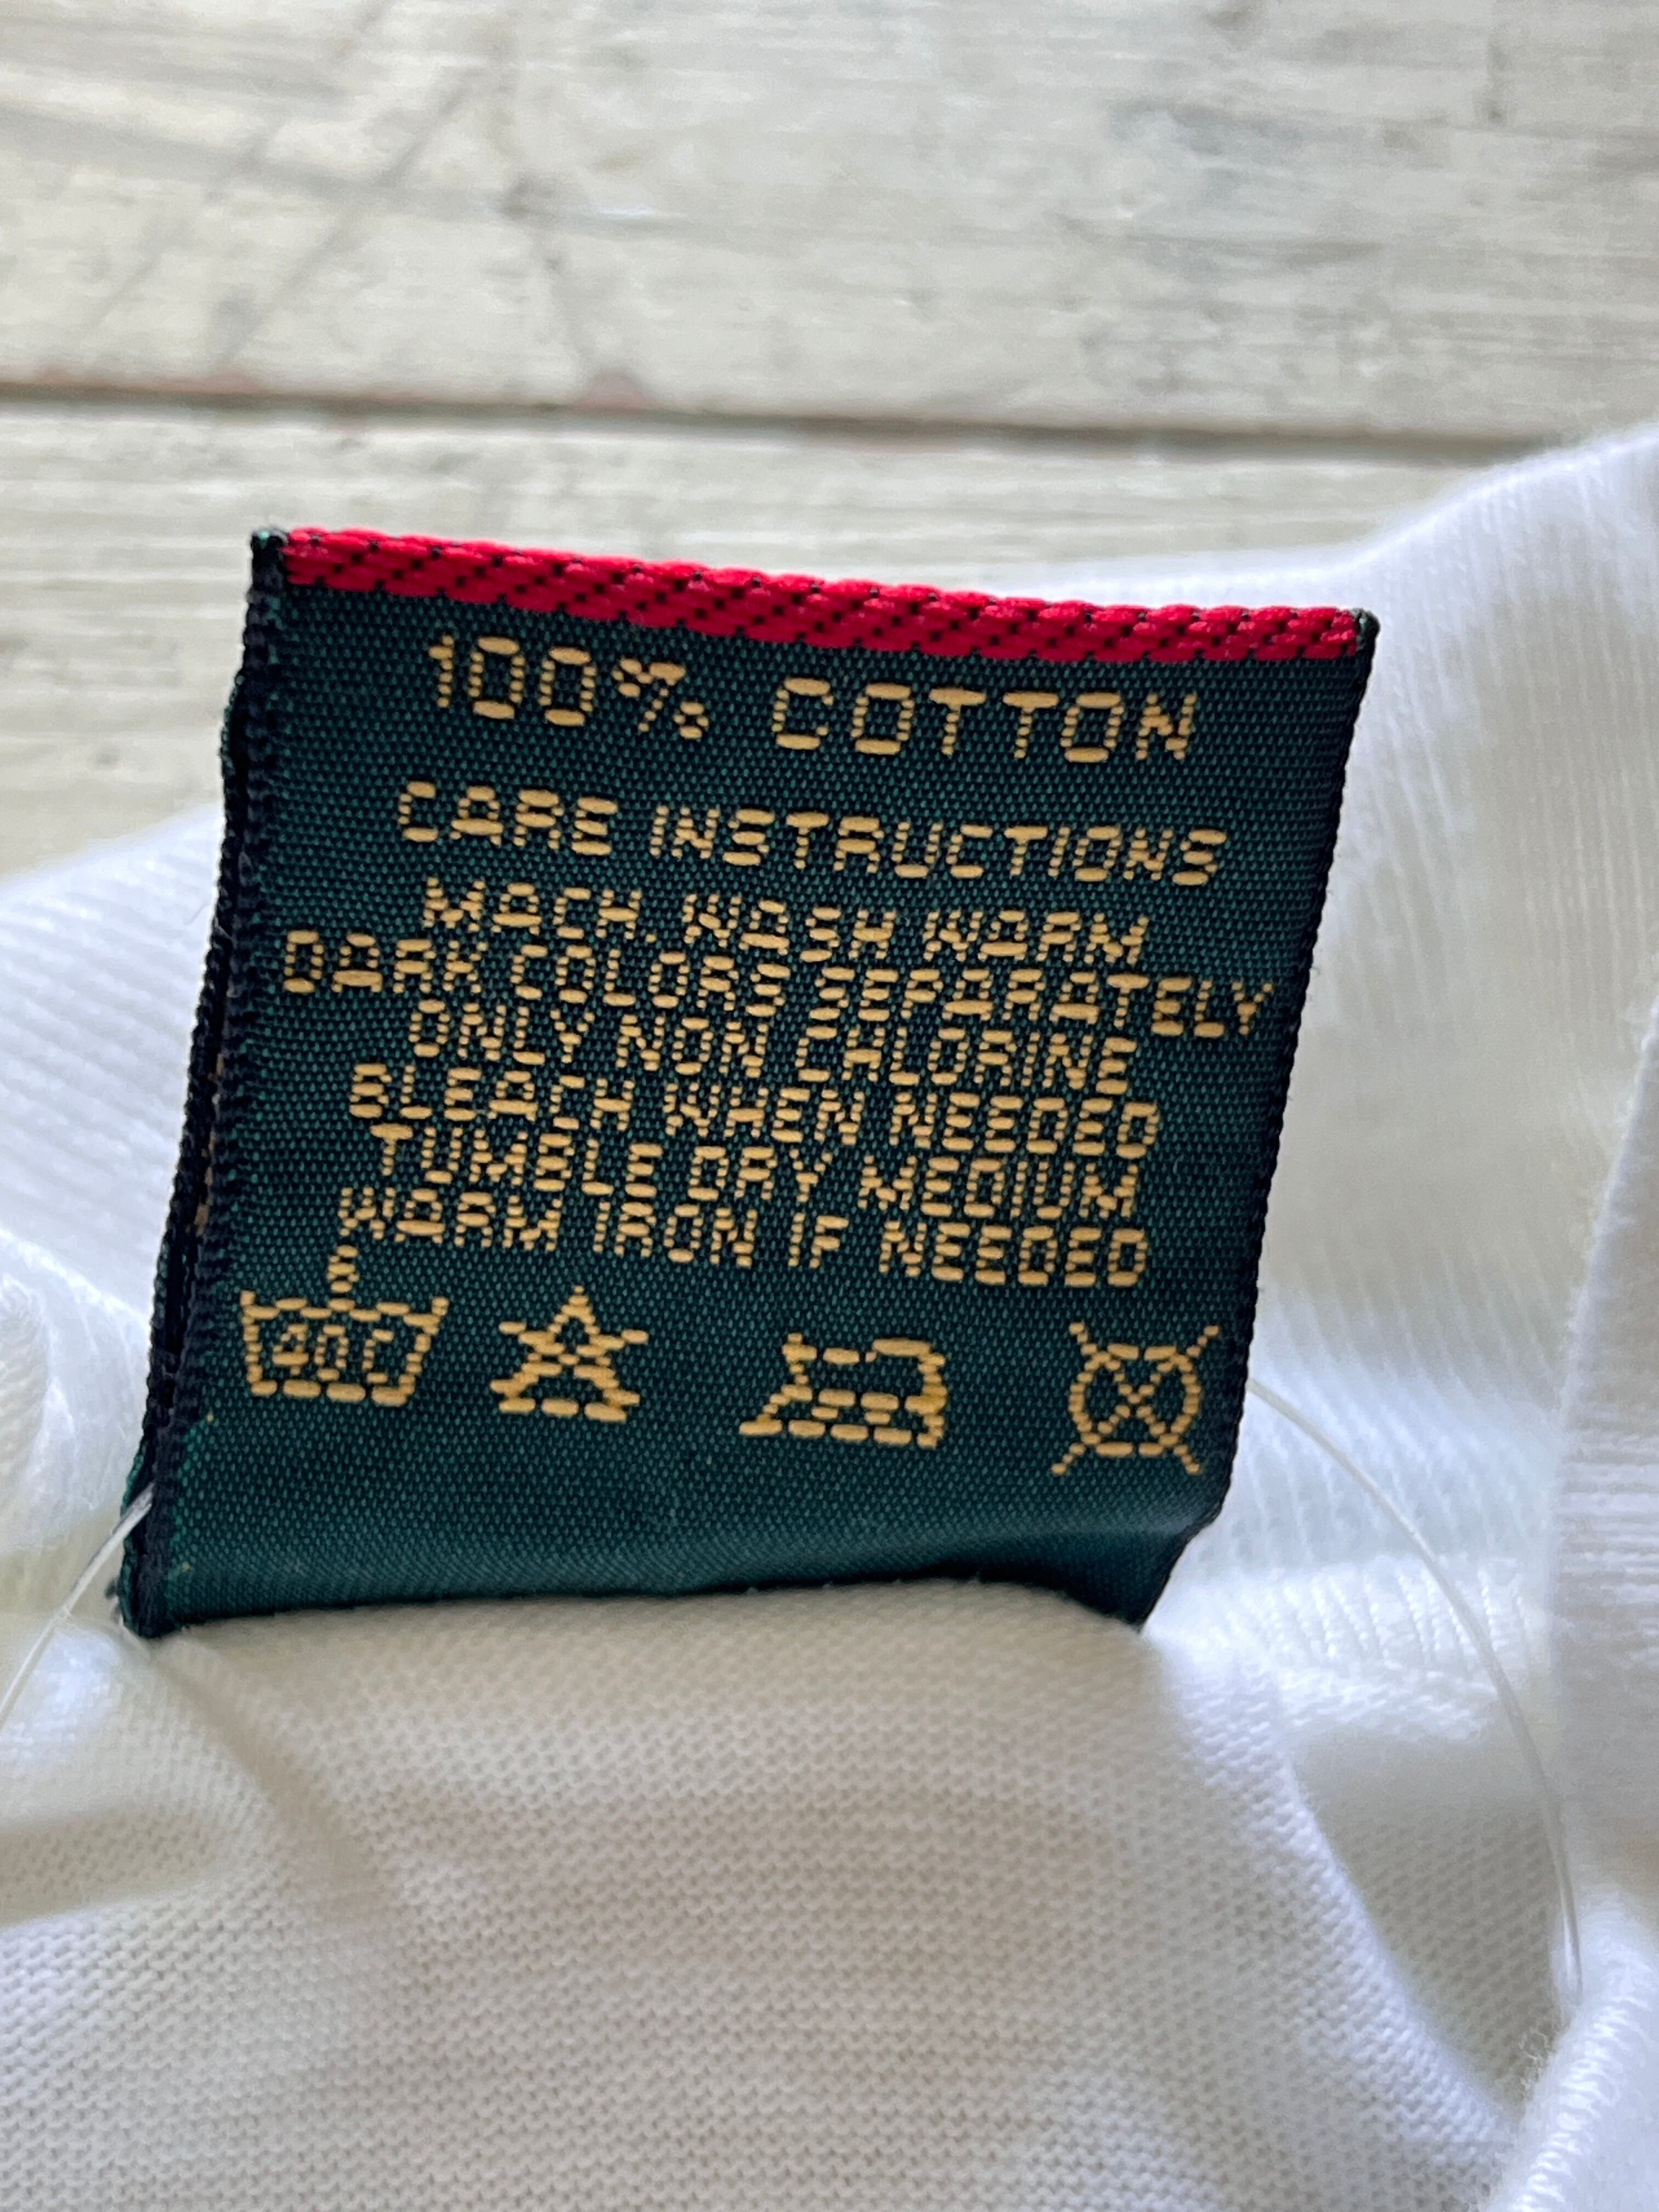 100% COTTON
CARE INSTRUCTIONS
MACH. WASH WARM
DARK COLORS SEPARATELY
ONLY NON CHLORINE
BLEACH WHEN NEEDED
TUMBLE DRY MEDIUM
WARM IRON IF NEEDED
40C